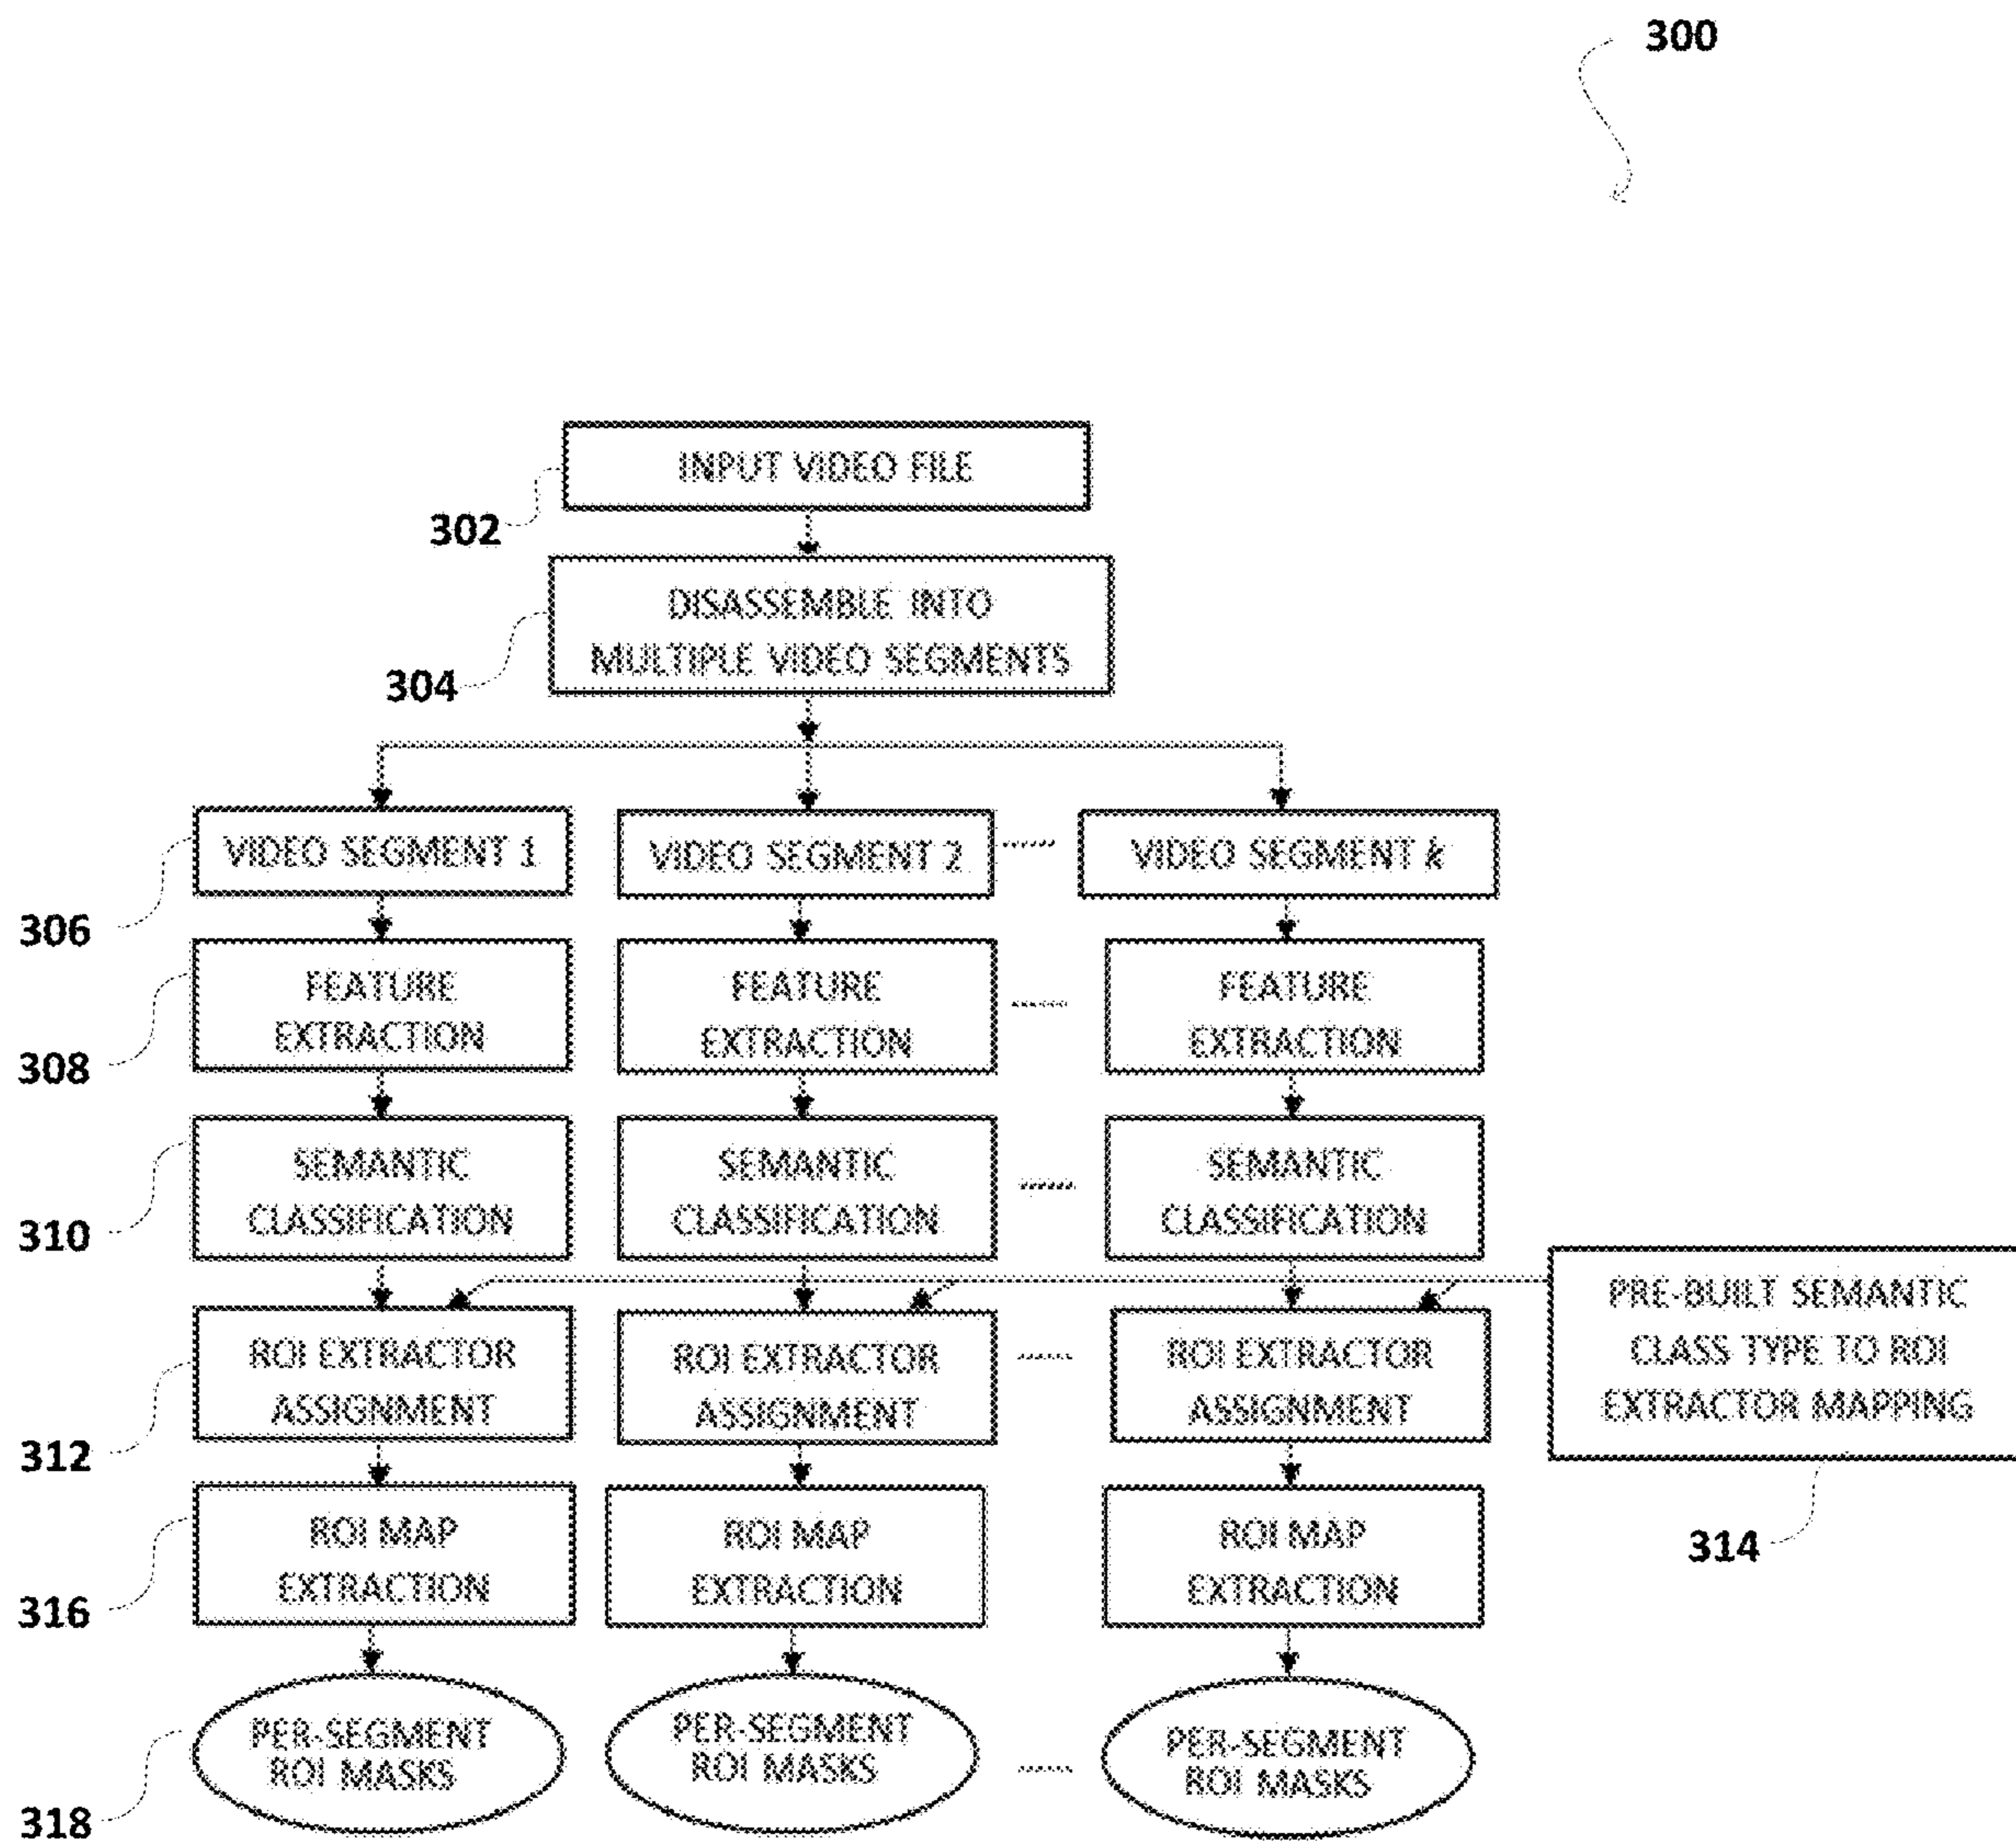 300
INPUT VIDEO FILE
302
DISASSEMBLE INTO
MULTIPLE VIDEO SEGMENTS
304
VIDEO SEGMENT 1
VIDEO SEGMENT 2
VIDEO SEGMENT k
306
FEATURE
EXTRACTION
FEATURE
EXTRACTION
FEATURE
EXTRACTION
308
SEMANTIC
CLASSIFICATION
SEMANTIC
CLASSIFICATION
SEMANTIC
CLASSIFICATION
310
ROI EXTRACTOR
ASSIGNMENT
ROI EXTRACTOR
ASSIGNMENT
ROI EXTRACTOR
ASSIGNMENT
PRE-BUILT SEMANTIC
CLASS TYPE TO ROI
EXTRACTOR MAPPING
312
ROI MAP
EXTRACTION
ROI MAP
EXTRACTION
ROI MAP
EXTRACTION
314
316
PER-SEGMENT
ROI MASKS
PER-SEGMENT
ROI MASKS
PER-SEGMENT
ROI MASKS
318